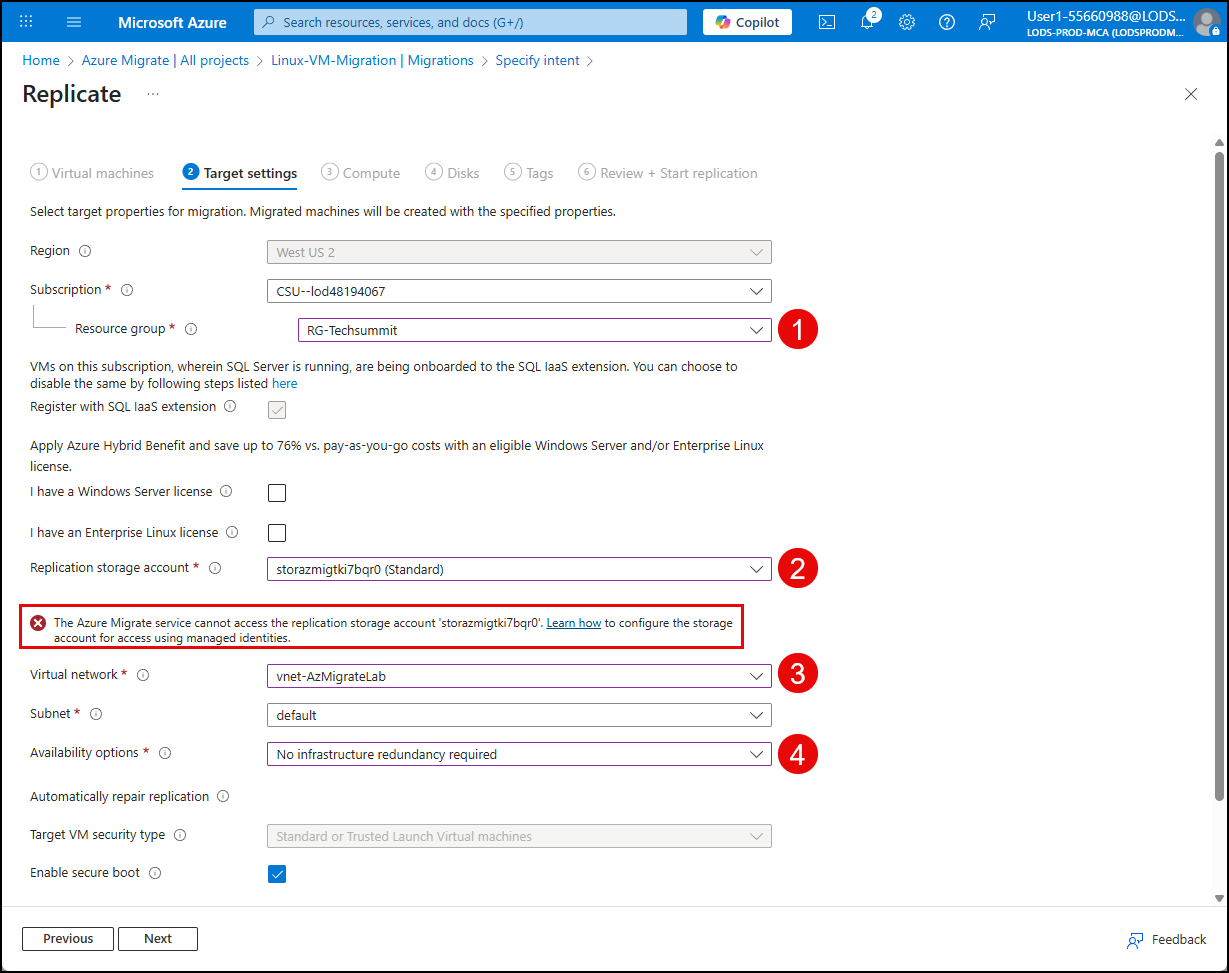 Microsoft Azure
Search resources, services, and docs (G+/)
Copilot
2
User1-55660988@LODS...
LODS-PROD-MCA (LODSPRODM...
Home > Azure Migrate | All projects > Linux-VM-Migration | Migrations > Specify intent >
Replicate ...
1 Virtual machines
2 Target settings
3 Compute
4 Disks
5 Tags
6 Review + Start replication
Select target properties for migration. Migrated machines will be created with the specified properties.
Region
West US 2
Subscription *
CSU--lod48194067
Resource group *
RG-Techsummit
1
VMs on this subscription, wherein SQL Server is running, are being onboarded to the SQL IaaS extension. You can choose to
disable the same by following steps listed here
Register with SQL IaaS extension
Apply Azure Hybrid Benefit and save up to 76% vs. pay-as-you-go costs with an eligible Windows Server and/or Enterprise Linux
license.
I have a Windows Server license
I have an Enterprise Linux license
Replication storage account *
storazmigtki7bqr0 (Standard)
2
The Azure Migrate service cannot access the replication storage account 'storazmigtki7bqr0'. Learn how to configure the storage
account for access using managed identities.
Virtual network *
vnet-AzMigrateLab
3
Subnet *
default
Availability options *
No infrastructure redundancy required
4
Automatically repair replication
Target VM security type
Standard or Trusted Launch Virtual machines
Enable secure boot
Previous
Next
Feedback